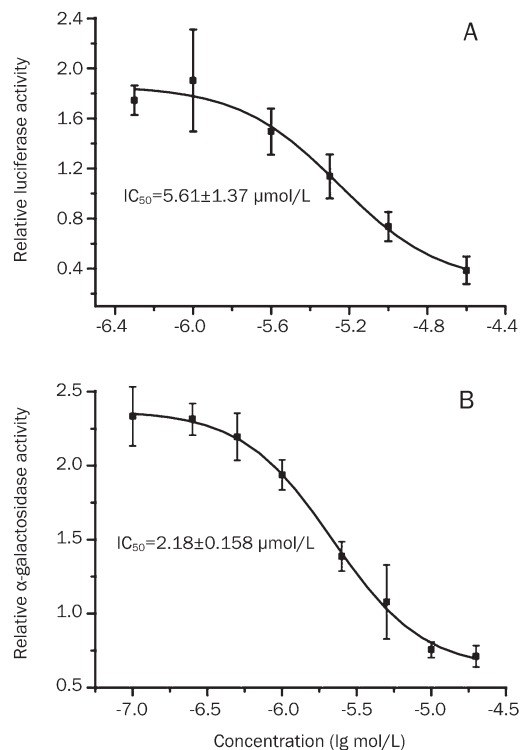 A
2.4
2.0
1.6
1.2
0.8
0.4
Relative luciferase activity
IC₅₀=5.61±1.37 μmol/L
-6.4 -6.0 -5.6 -5.2 -4.8 -4.4
B
2.5
2.0
1.5
1.0
0.5
Relative α-galactosidase activity
IC₅₀=2.18±0.158 μmol/L
-7.0 -6.5 -6.0 -5.5 -5.0 -4.5
Concentration (lg mol/L)